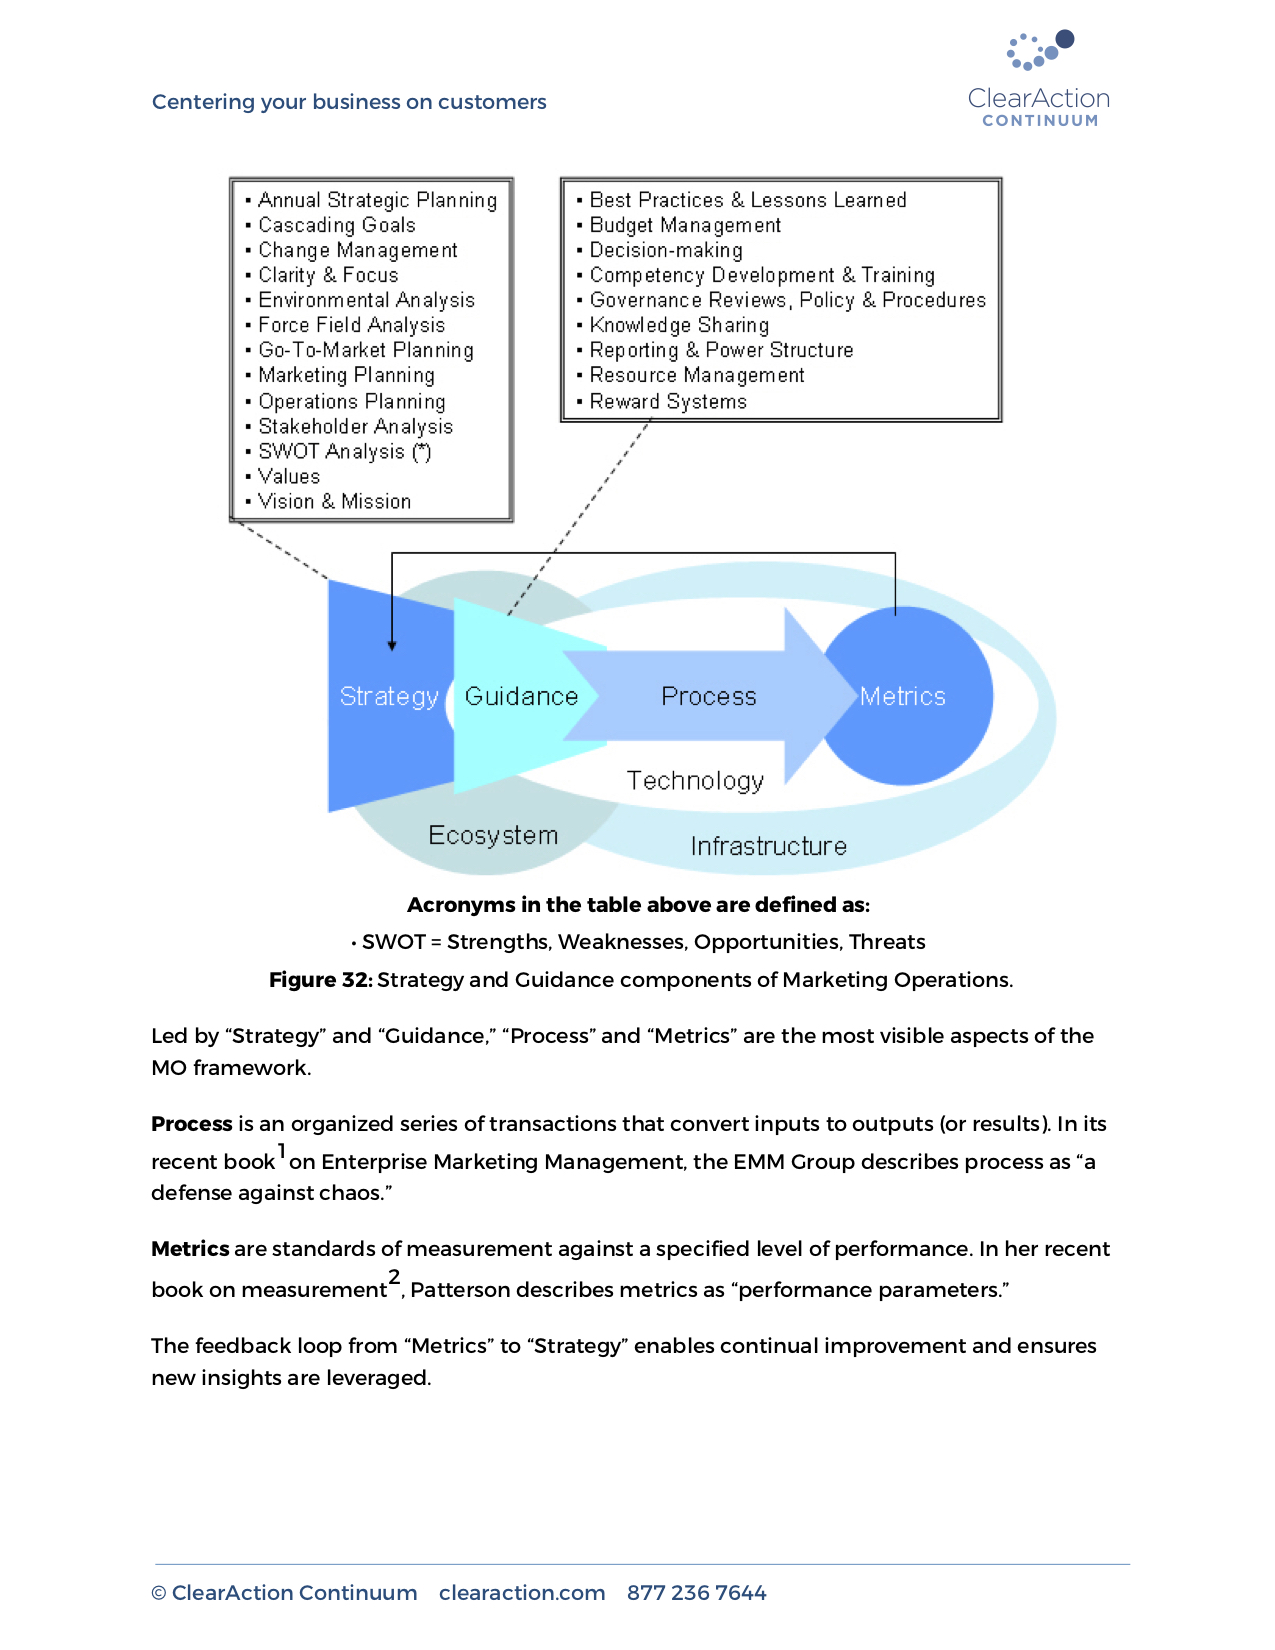 Centering your business on customers
ClearAction
CONTINUUM
▪ Annual Strategic Planning
▪ Cascading Goals
▪ Change Management
▪ Clarity & Focus
▪ Environmental Analysis
▪ Force Field Analysis
▪ Go-To-Market Planning
▪ Marketing Planning
▪ Operations Planning
▪ Stakeholder Analysis
▪ SWOT Analysis (*)
▪ Values
▪ Vision & Mission
▪ Best Practices & Lessons Learned
▪ Budget Management
▪ Decision-making
▪ Competency Development & Training
▪ Governance Reviews, Policy & Procedures
▪ Knowledge Sharing
▪ Reporting & Power Structure
▪ Resource Management
▪ Reward Systems
Strategy
Guidance
Process
Metrics
Technology
Ecosystem
Infrastructure
Acronyms in the table above are defined as:
• SWOT = Strengths, Weaknesses, Opportunities, Threats
Figure 32: Strategy and Guidance components of Marketing Operations.
Led by “Strategy” and “Guidance,” “Process” and “Metrics” are the most visible aspects of the
MO framework.
Process is an organized series of transactions that convert inputs to outputs (or results). In its
recent book1 on Enterprise Marketing Management, the EMM Group describes process as “a
defense against chaos.”
Metrics are standards of measurement against a specified level of performance. In her recent
book on measurement2, Patterson describes metrics as “performance parameters.”
The feedback loop from “Metrics” to “Strategy” enables continual improvement and ensures
new insights are leveraged.
© ClearAction Continuum clearaction.com 877 236 7644